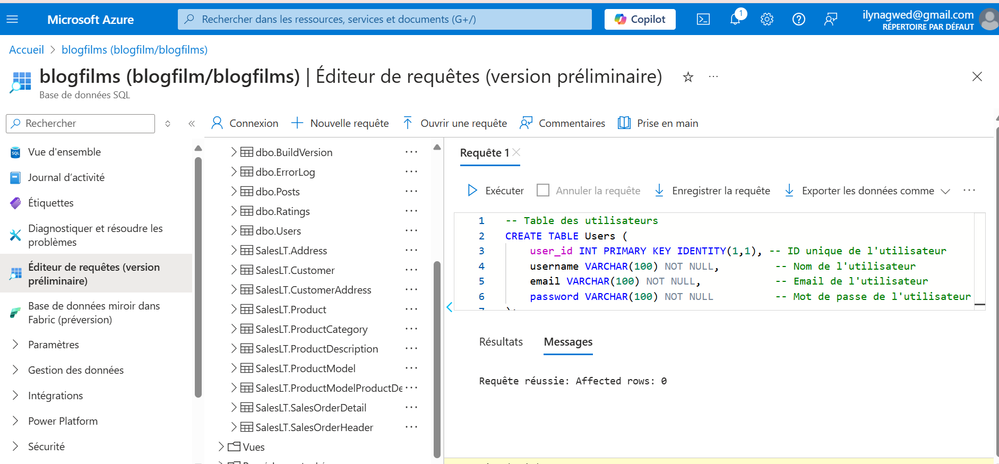 Microsoft Azure
Rechercher dans les ressources, services et documents (G+/)
Copilot
1
ilynagwed@gmail.com
RÉPERTOIRE PAR DÉFAUT
Accueil > blogfilms (blogfilm/blogfilms)
blogfilms (blogfilm/blogfilms) | Éditeur de requêtes (version préliminaire)
Base de données SQL
Rechercher
Vue d'ensemble
Journal d’activité
Étiquettes
Diagnostiquer et résoudre les
problèmes
Éditeur de requêtes (version
préliminaire)
Base de données miroir dans
Fabric (préversion)
Paramètres
Gestion des données
Intégrations
Power Platform
Sécurité
Connexion
Nouvelle requête
Ouvrir une requête
Commentaires
Prise en main
dbo.BuildVersion
dbo.ErrorLog
dbo.Posts
dbo.Ratings
dbo.Users
SalesLT.Address
SalesLT.Customer
SalesLT.CustomerAddress
SalesLT.Product
SalesLT.ProductCategory
SalesLT.ProductDescription
SalesLT.ProductModel
SalesLT.ProductModelProductDe
SalesLT.SalesOrderDetail
SalesLT.SalesOrderHeader
Vues
Requête 1
Exécuter
Annuler la requête
Enregistrer la requête
Exporter les données comme
1 -- Table des utilisateurs
2 CREATE TABLE Users (
3 user_id INT PRIMARY KEY IDENTITY(1,1), -- ID unique de l'utilisateur
4 username VARCHAR(100) NOT NULL, -- Nom de l'utilisateur
5 email VARCHAR(100) NOT NULL, -- Email de l'utilisateur
6 password VARCHAR(100) NOT NULL -- Mot de passe de l'utilisateur
Résultats
Messages
Requête réussie: Affected rows: 0